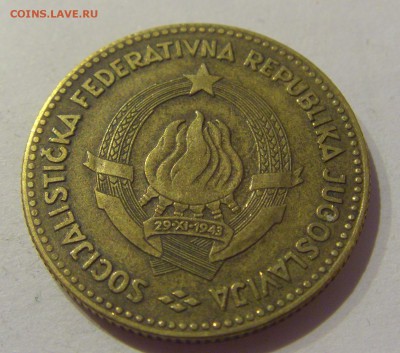 COINS.LAVE.RU
SOCIJALISTIČKA FEDERATIVNA REPUBLIKA JUGOSLAVIJA
29·XI·1943